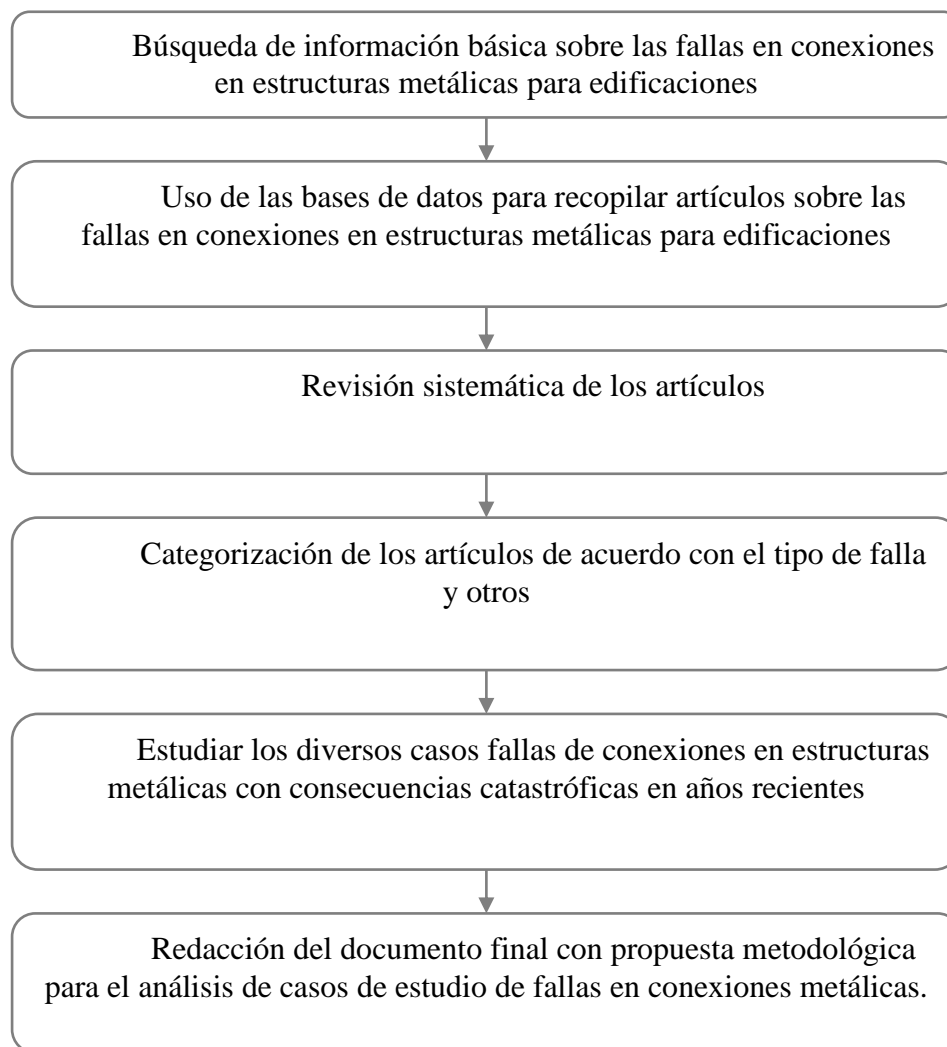 Búsqueda de información básica sobre las fallas en conexiones
en estructuras metálicas para edificaciones
Uso de las bases de datos para recopilar artículos sobre las
fallas en conexiones en estructuras metálicas para edificaciones
Revisión sistemática de los artículos
Categorización de los artículos de acuerdo con el tipo de falla
y otros
Estudiar los diversos casos fallas de conexiones en estructuras
metálicas con consecuencias catastróficas en años recientes
Redacción del documento final con propuesta metodológica
para el análisis de casos de estudio de fallas en conexiones metálicas.